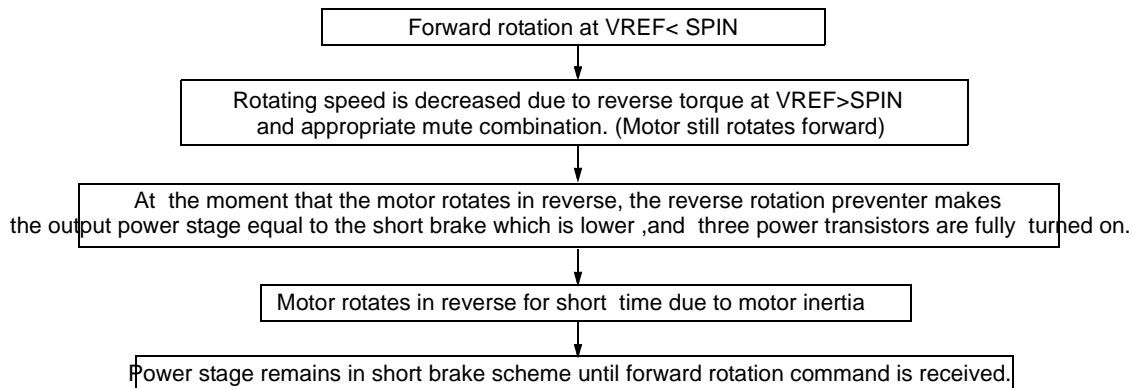 Forward rotation at VREF< SPIN
Rotating speed is decreased due to reverse torque at VREF>SPIN
and appropriate mute combination. (Motor still rotates forward)
At the moment that the motor rotates in reverse, the reverse rotation preventer makes
the output power stage equal to the short brake which is lower ,and three power transistors are fully turned on.
Motor rotates in reverse for short time due to motor inertia
Power stage remains in short brake scheme until forward rotation command is received.